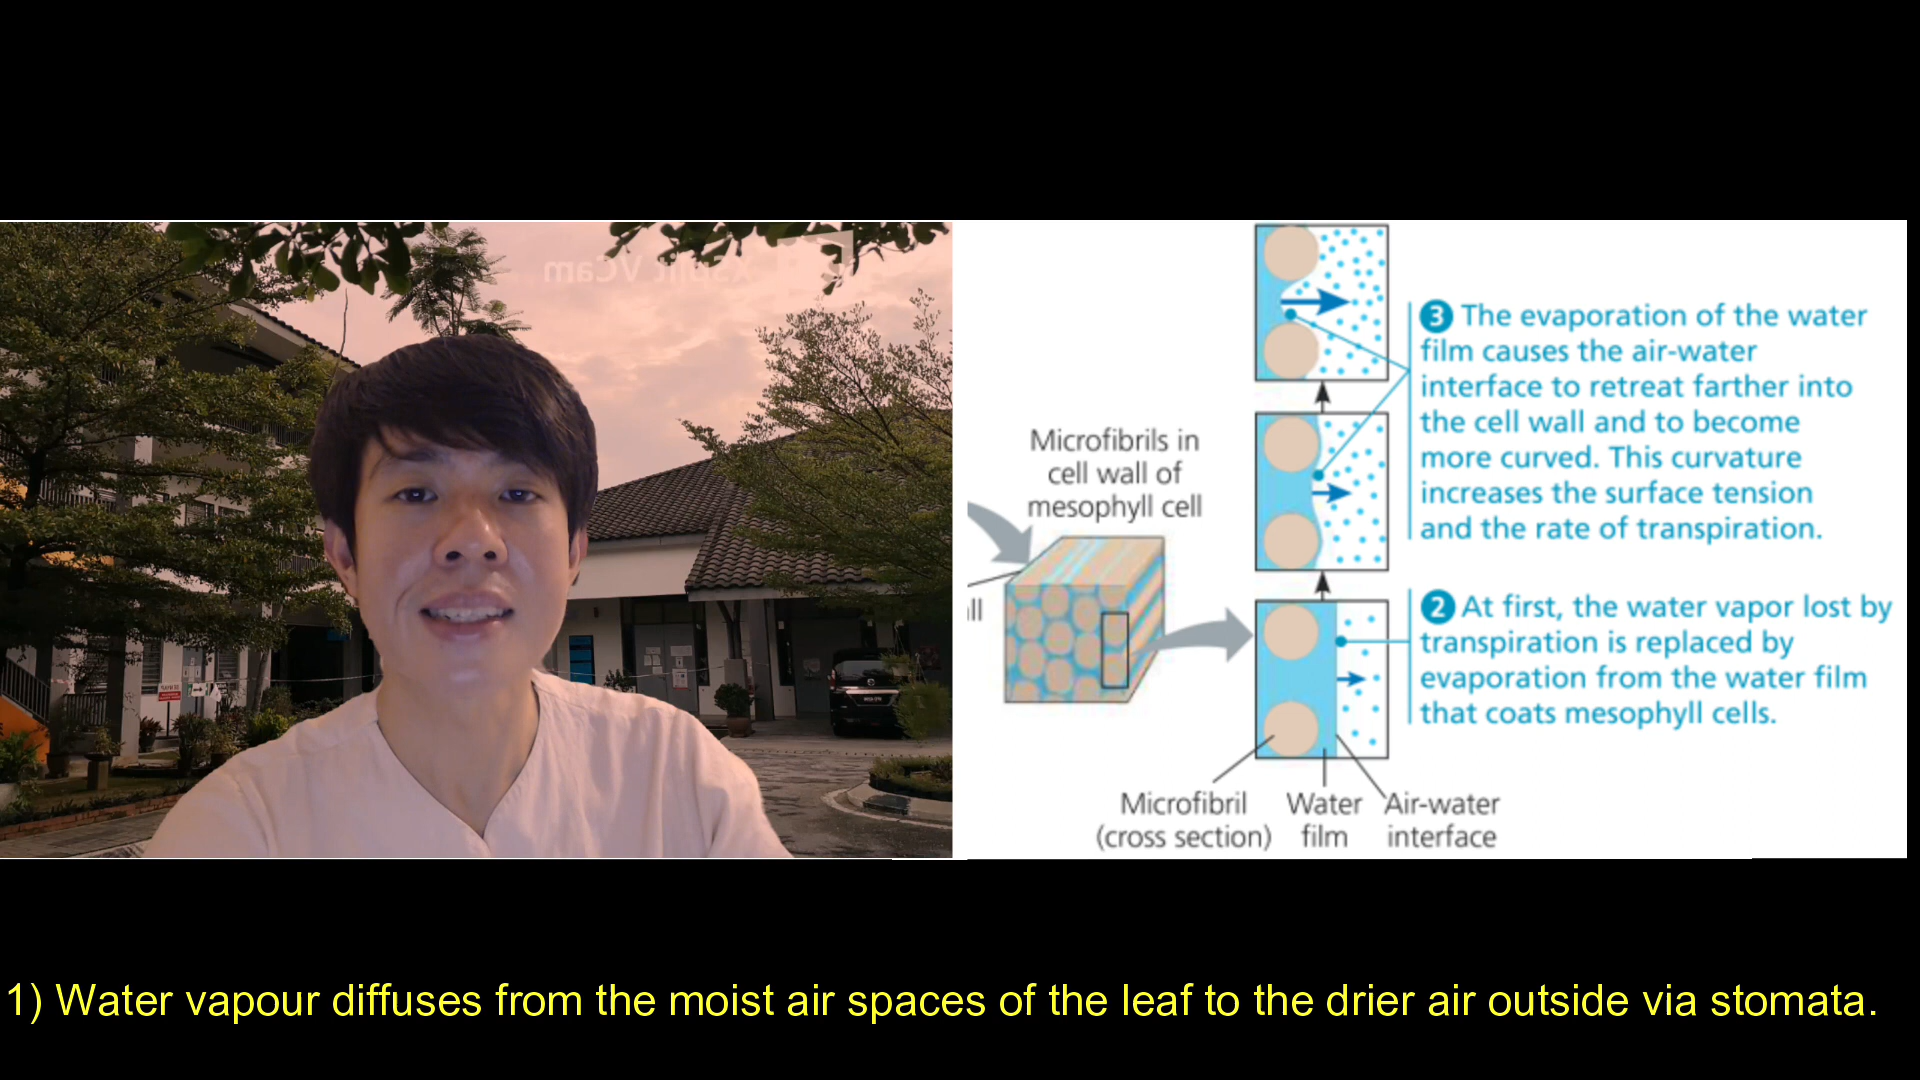 XSplit VCam
Microfibrils in
cell wall of
mesophyll cell
ll
3 The evaporation of the water
film causes the air-water
interface to retreat farther into
the cell wall and to become
more curved. This curvature
increases the surface tension
and the rate of transpiration.
2 At first, the water vapor lost by
transpiration is replaced by
evaporation from the water film
that coats mesophyll cells.
Microfibril
(cross section)
Water
film
Air-water
interface
1) Water vapour diffuses from the moist air spaces of the leaf to the drier air outside via stomata.